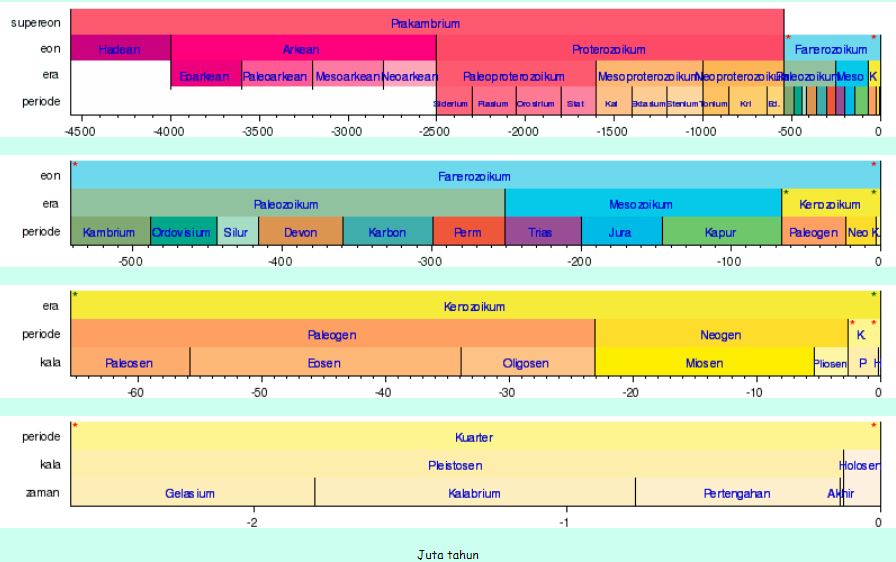 supereon Prakambrium
eon Hadean Arkean Proterozoikum Fanerozoikum
era Eoarkean Paleoarkean Mesoarkean Neoarkean Paleoproterozoikum Mesoproterozoikum Neoproterozoikum Paleozoikum Meso K
periode Siderium Riasium Orosirium Stat Kal Ektasium Stenium Tonium Kri Ed.
-4500 -4000 -3500 -3000 -2500 -2000 -1500 -1000 -500 0
eon Fanerozoikum
era Paleozoikum Mesozoikum Kenozoikum
periode Kambrium Ordovisium Silur Devon Karbon Perm Trias Jura Kapur Paleogen Neo K
-500 -400 -300 -200 -100 0
era Kenozoikum
periode Paleogen Neogen K
kala Paleosen Eosen Oligosen Miosen Pliosen P H
-60 -50 -40 -30 -20 -10 0
periode Kuarter
kala Pleistosen Holosen
zaman Gelasium Kalabrium Pertengahan Akhir
-2 -1 0
Juta tahun